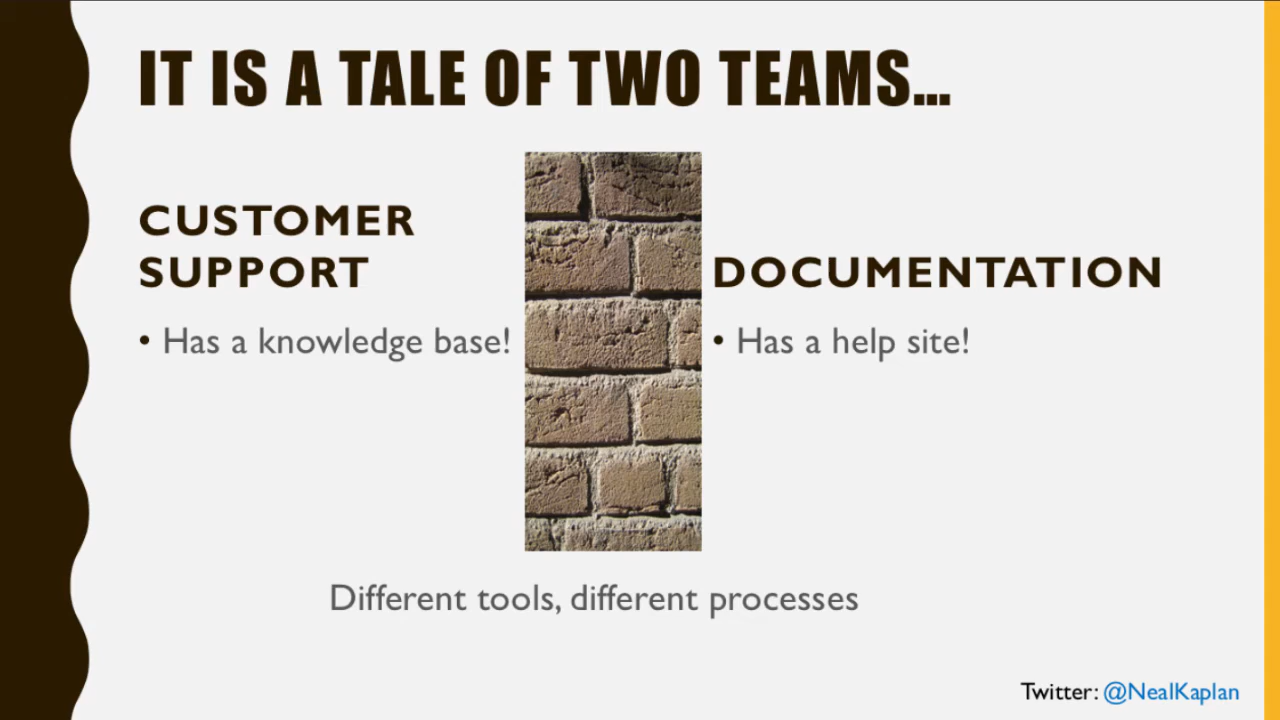 IT IS A TALE OF TWO TEAMS…
CUSTOMER
SUPPORT
• Has a knowledge base!
DOCUMENTATION
• Has a help site!
Different tools, different processes
Twitter: @NealKaplan